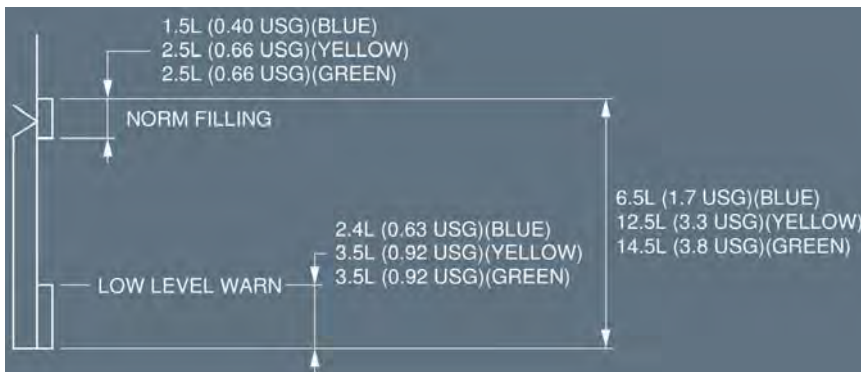 1.5L (0.40 USG)(BLUE)
2.5L (0.66 USG)(YELLOW)
2.5L (0.66 USG)(GREEN)
NORM FILLING
6.5L (1.7 USG)(BLUE)
12.5L (3.3 USG)(YELLOW)
14.5L (3.8 USG)(GREEN)
2.4L (0.63 USG)(BLUE)
3.5L (0.92 USG)(YELLOW)
3.5L (0.92 USG)(GREEN)
LOW LEVEL WARN